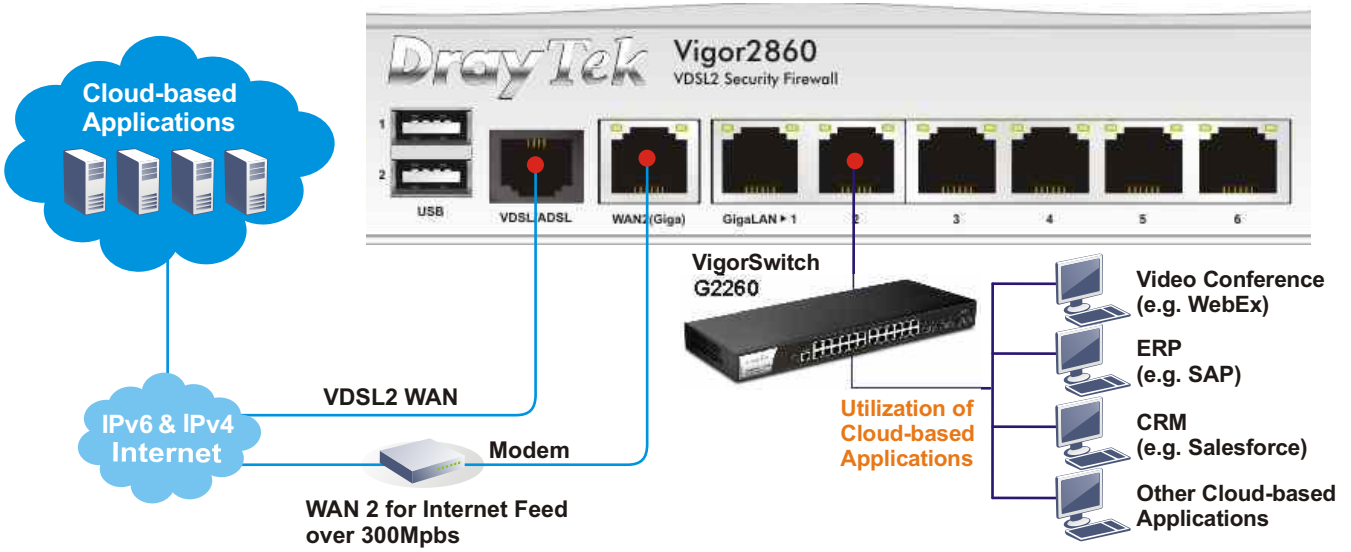 DrayTek
Vigor2860
VDSL2 Security Firewall
Cloud-based
Applications
1
2
USB
VDSL/ADSL
WAN2(Giga)
GigaLAN ▶ 1
2
3
4
5
6
VigorSwitch
G2260
Video Conference
(e.g. WebEx)
ERP
(e.g. SAP)
CRM
(e.g. Salesforce)
Other Cloud-based
Applications
Utilization of
Cloud-based
Applications
VDSL2 WAN
IPv6 & IPv4
Internet
Modem
WAN 2 for Internet Feed
over 300Mpbs